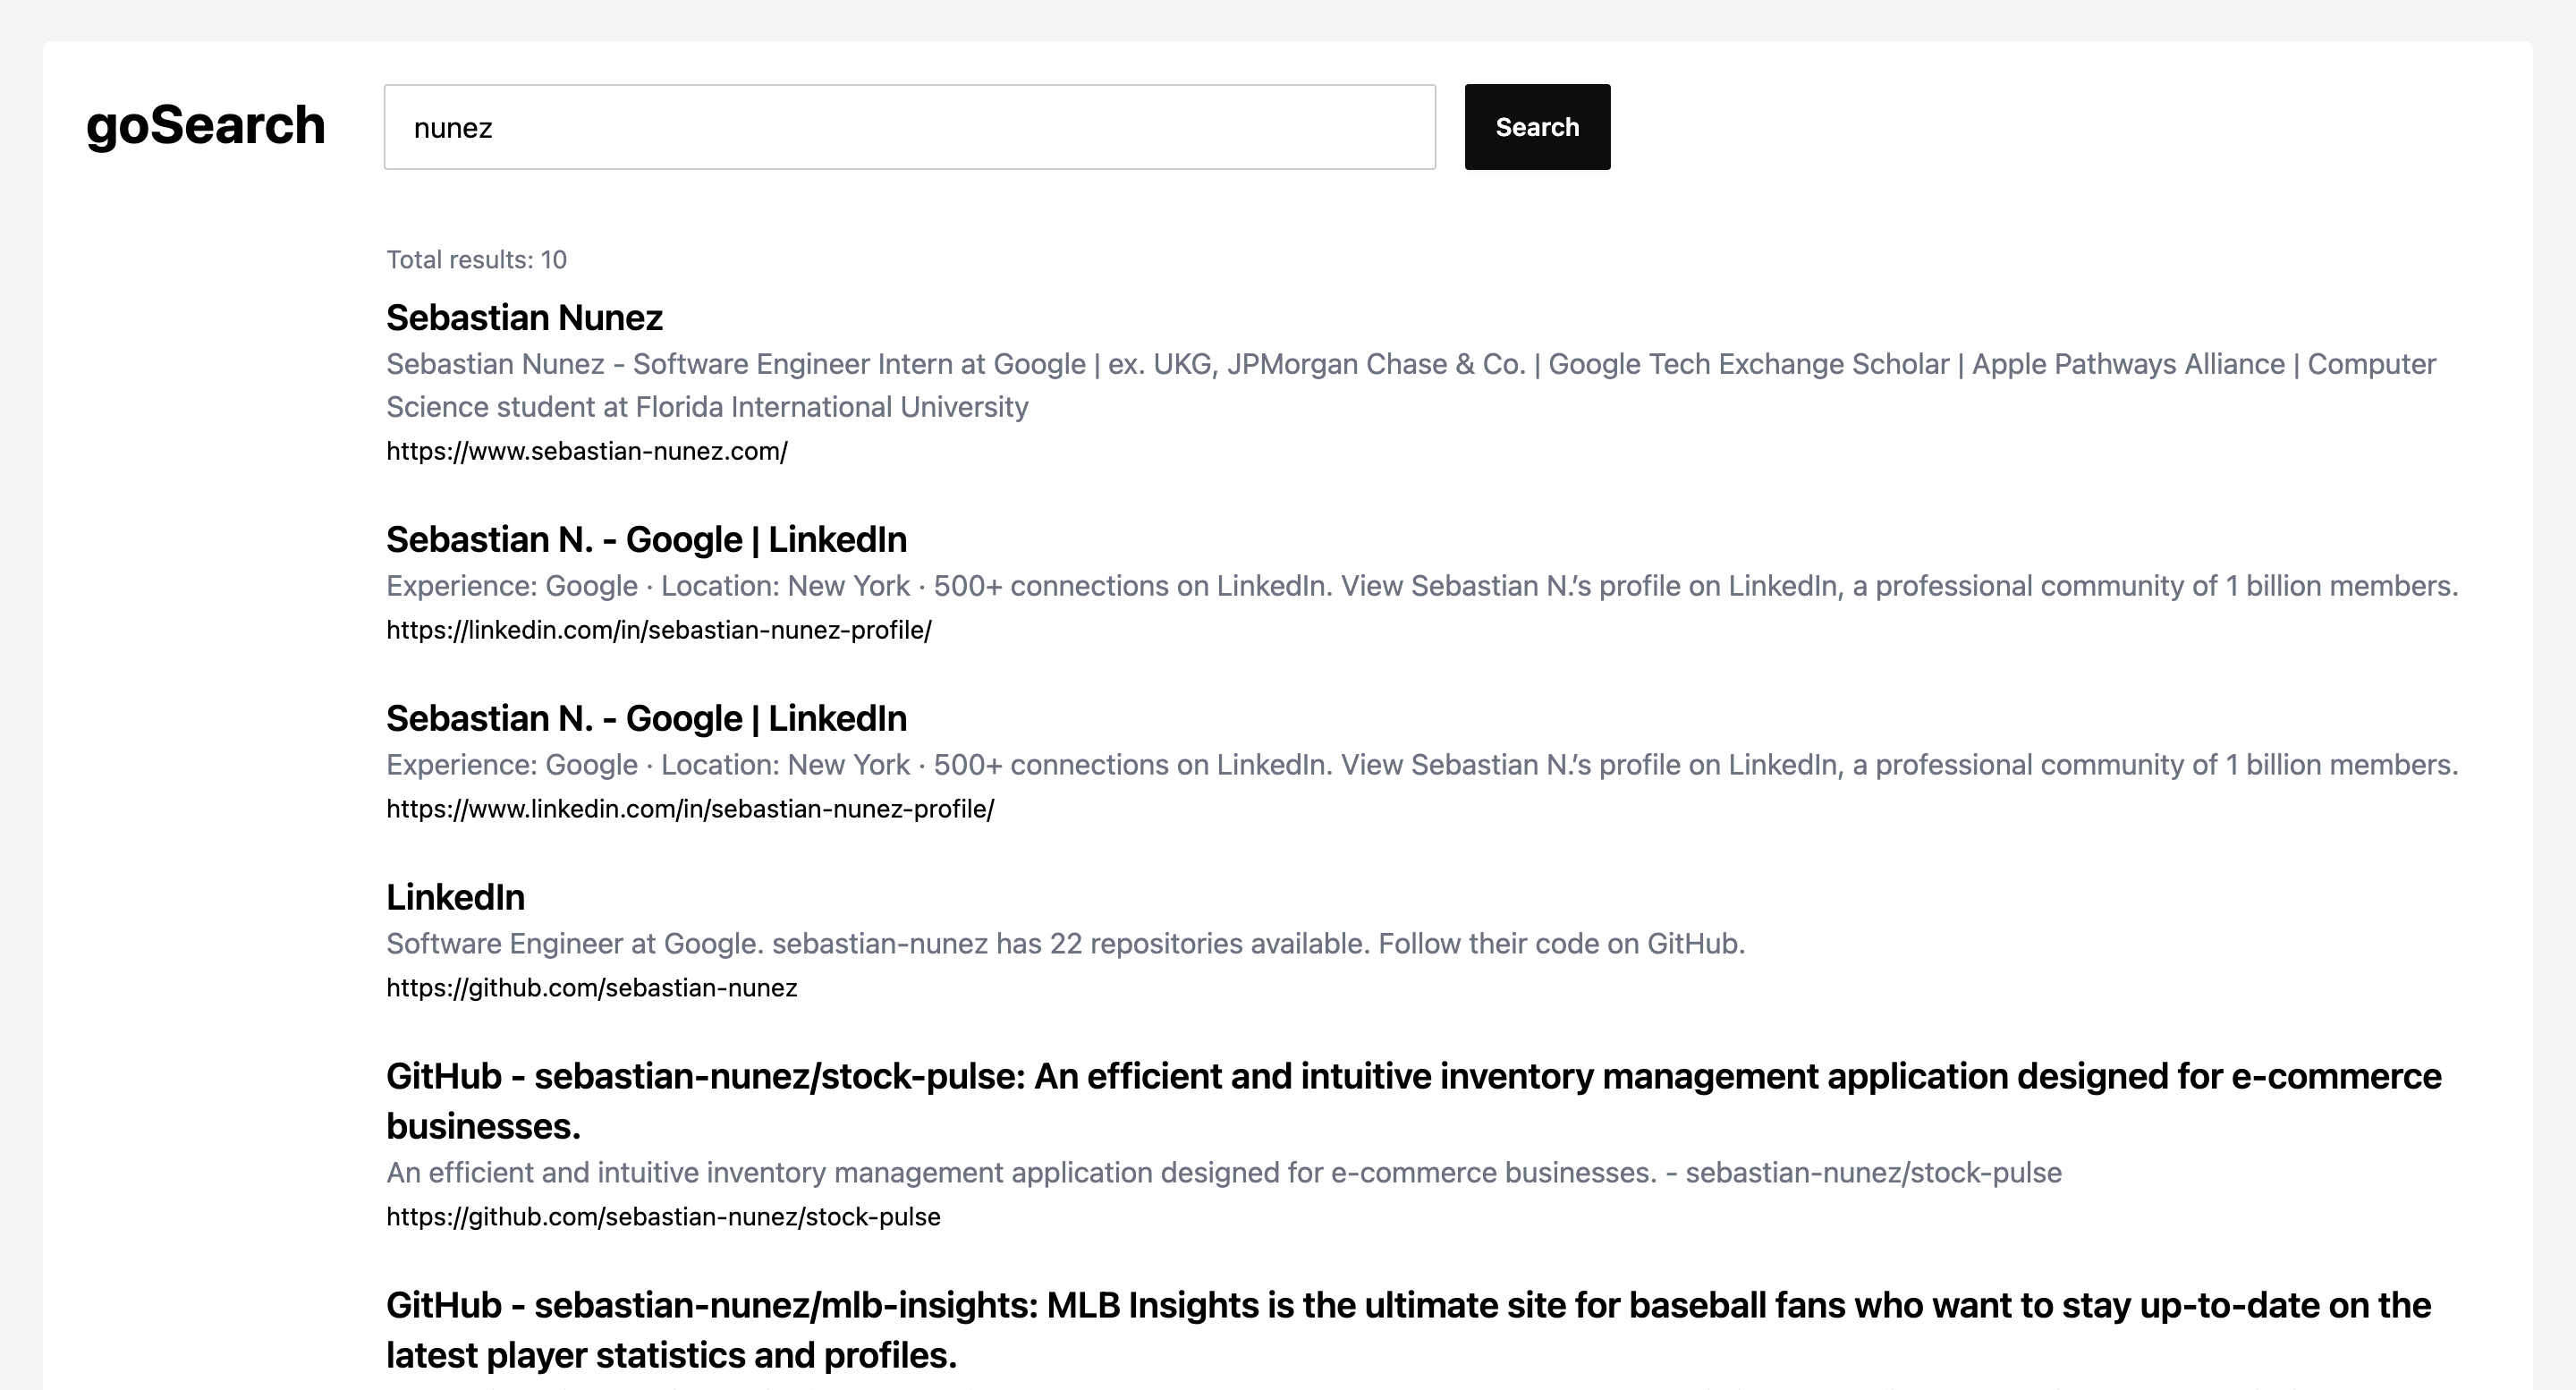 goSearch
nunez
Search
Total results: 10
Sebastian Nunez
Sebastian Nunez - Software Engineer Intern at Google | ex. UKG, JPMorgan Chase & Co. | Google Tech Exchange Scholar | Apple Pathways Alliance | Computer
Science student at Florida International University
https://www.sebastian-nunez.com/
Sebastian N. - Google | LinkedIn
Experience: Google · Location: New York · 500+ connections on LinkedIn. View Sebastian N.’s profile on LinkedIn, a professional community of 1 billion members.
https://linkedin.com/in/sebastian-nunez-profile/
Sebastian N. - Google | LinkedIn
Experience: Google · Location: New York · 500+ connections on LinkedIn. View Sebastian N.’s profile on LinkedIn, a professional community of 1 billion members.
https://www.linkedin.com/in/sebastian-nunez-profile/
LinkedIn
Software Engineer at Google. sebastian-nunez has 22 repositories available. Follow their code on GitHub.
https://github.com/sebastian-nunez
GitHub - sebastian-nunez/stock-pulse: An efficient and intuitive inventory management application designed for e-commerce
businesses.
An efficient and intuitive inventory management application designed for e-commerce businesses. - sebastian-nunez/stock-pulse
https://github.com/sebastian-nunez/stock-pulse
GitHub - sebastian-nunez/mlb-insights: MLB Insights is the ultimate site for baseball fans who want to stay up-to-date on the
latest player statistics and profiles.